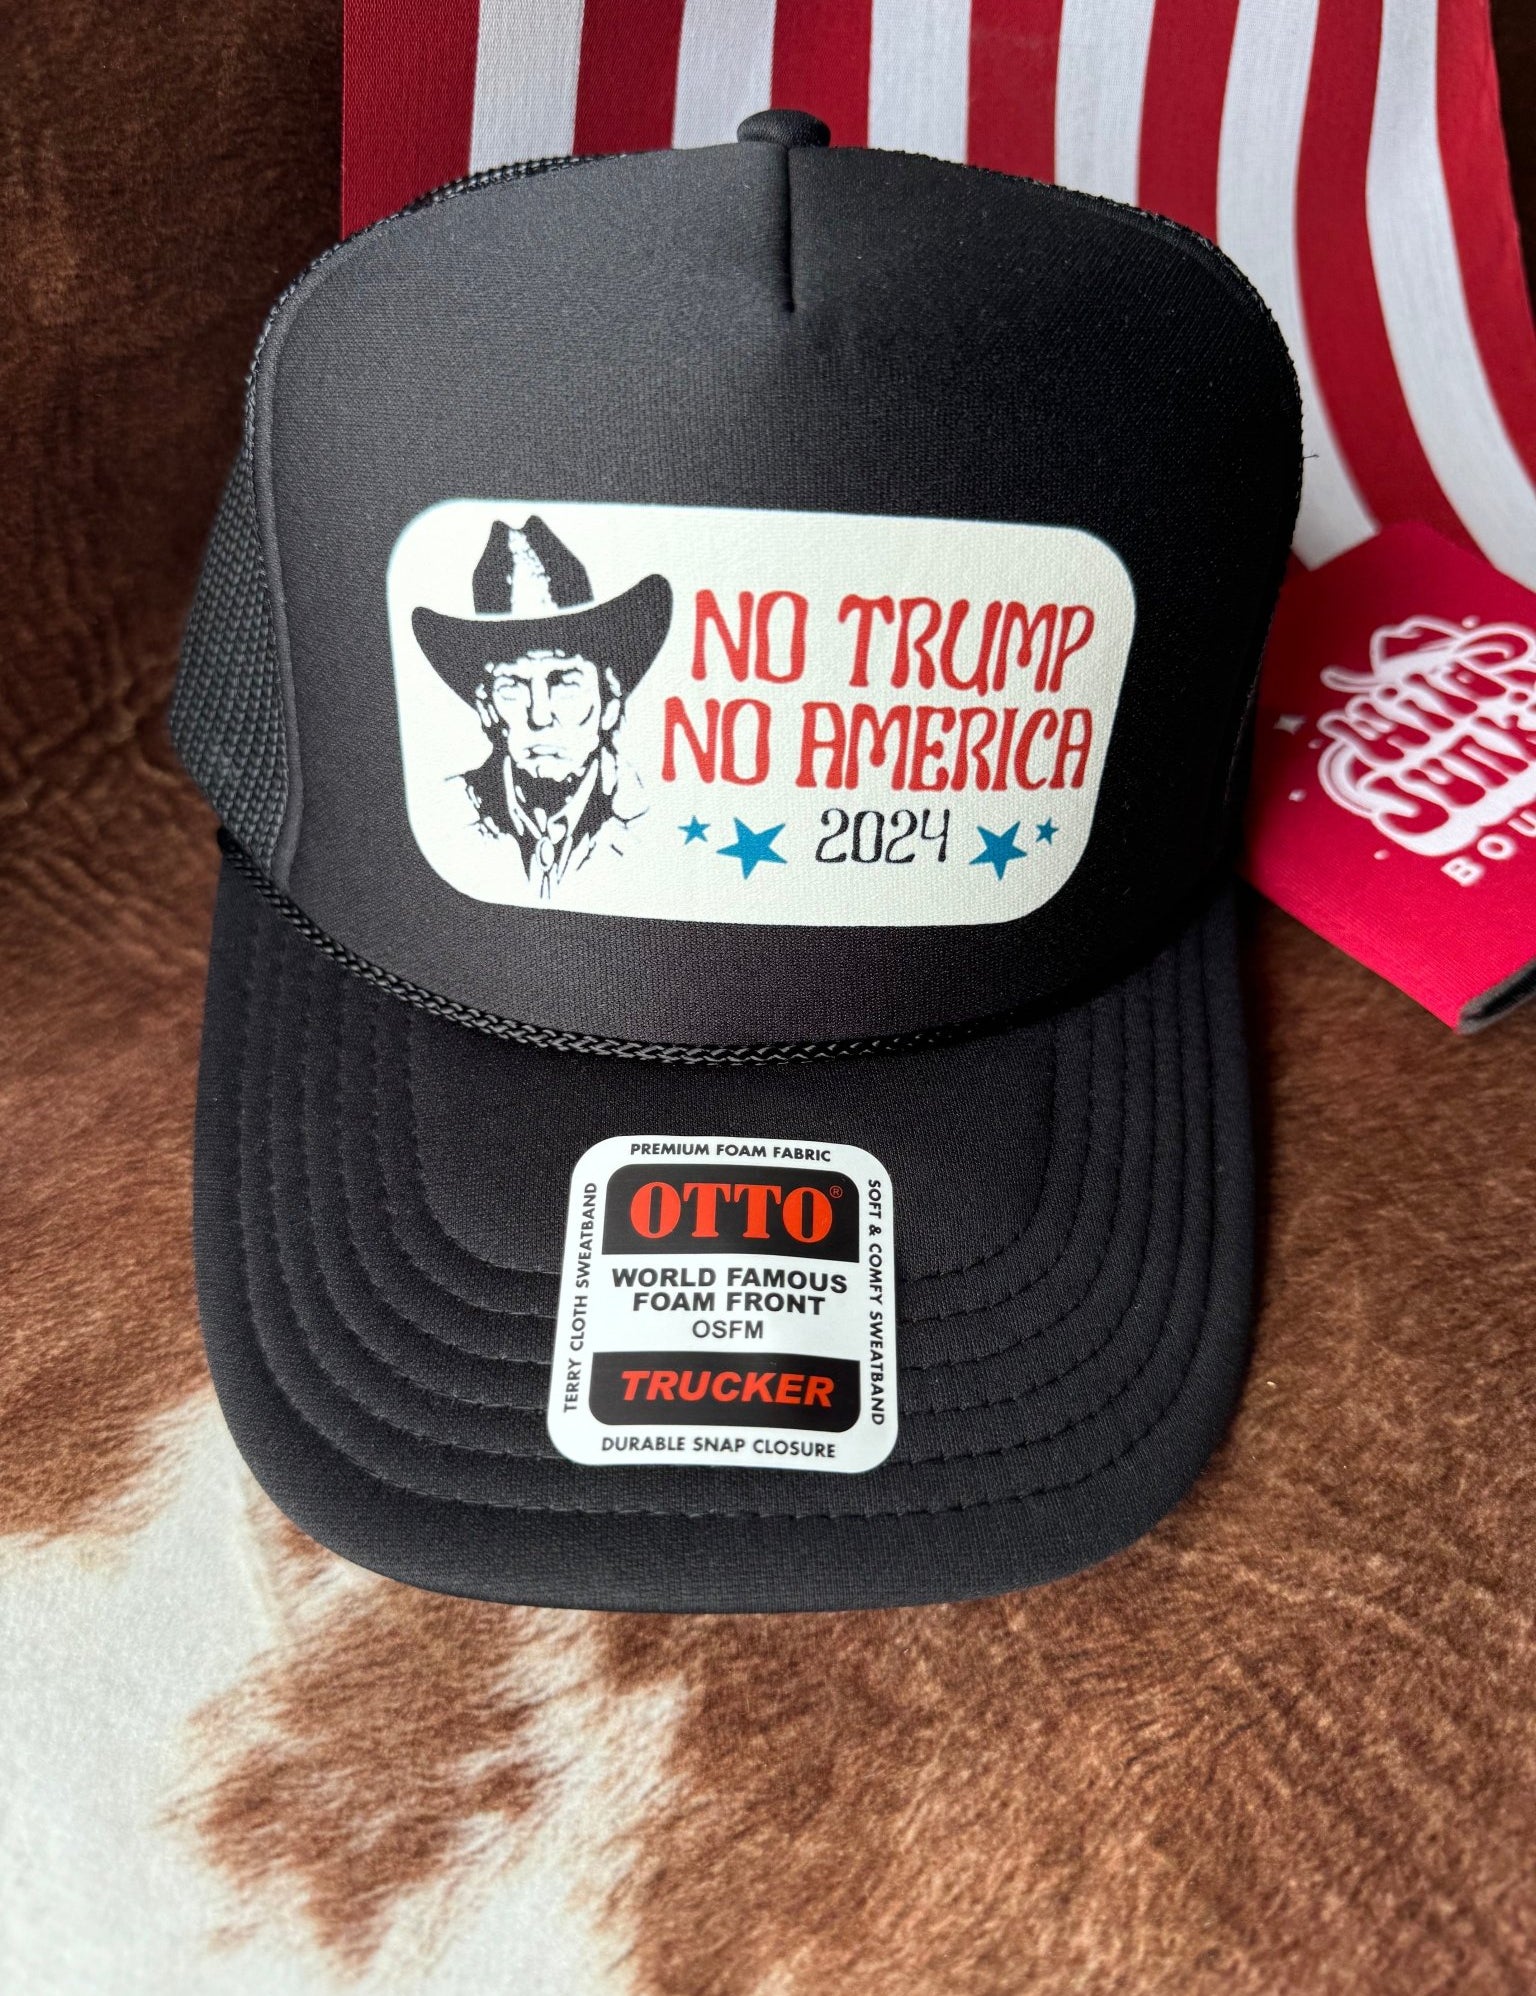 NO TRUMP
NO AMERICA
2024
PREMIUM FOAM FABRIC
OTTO®
WORLD FAMOUS
FOAM FRONT
OSFM
TRUCKER
DURABLE SNAP CLOSURE
TERRY CLOTH SWEATBAND
SOFT & COMFY SWEATBAND